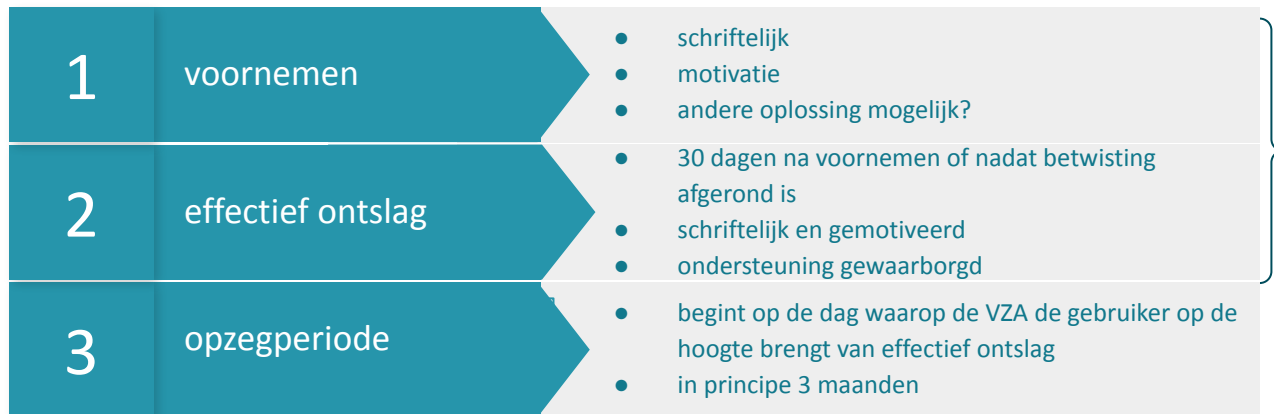 1
voornemen
● schriftelijk
● motivatie
● andere oplossing mogelijk?
2
effectief ontslag
● 30 dagen na voornemen of nadat betwisting
afgerond is
● schriftelijk en gemotiveerd
● ondersteuning gewaarborgd
3
opzegperiode
● begint op de dag waarop de VZA de gebruiker op de
hoogte brengt van effectief ontslag
● in principe 3 maanden